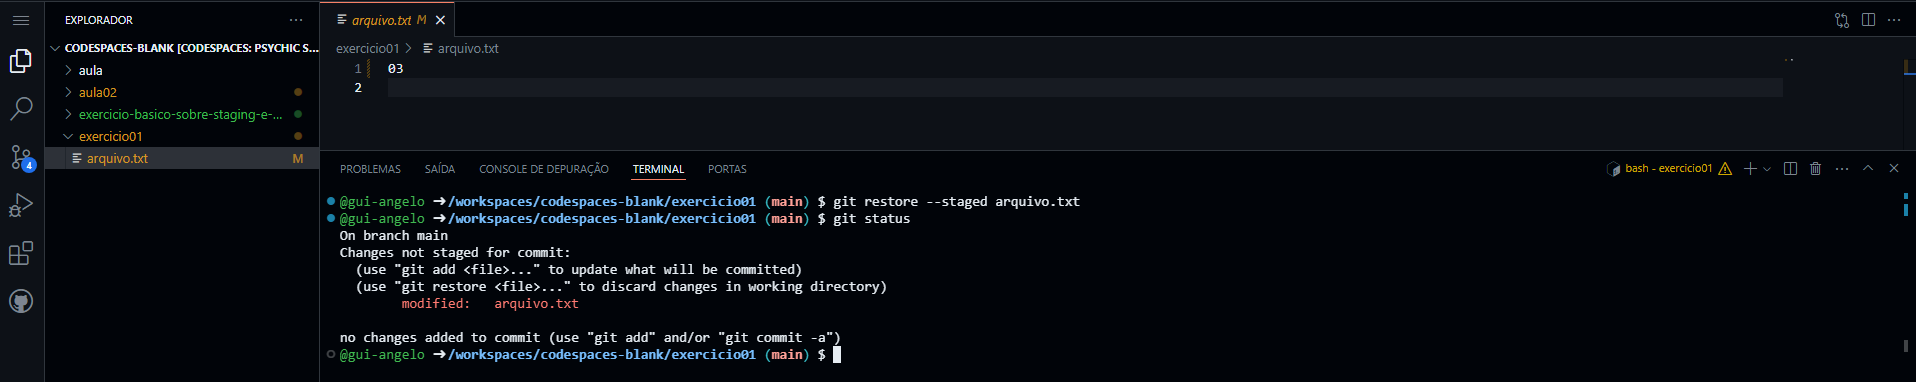 EXPLORADOR ···
CODESPACES-BLANK [CODESPACES: PSYCHIC S...
aula
aula02
exercicio-basico-sobre-staging-e-...
exercicio01
arquivo.txt M
4
arquivo.txt M
exercicio01 > arquivo.txt
1 03
2
PROBLEMAS SAÍDA CONSOLE DE DEPURAÇÃO TERMINAL PORTAS
bash - exercicio01
@gui-angelo ➜/workspaces/codespaces-blank/exercicio01 (main) $ git restore --staged arquivo.txt
@gui-angelo ➜/workspaces/codespaces-blank/exercicio01 (main) $ git status
On branch main
Changes not staged for commit:
(use "git add <file>..." to update what will be committed)
(use "git restore <file>..." to discard changes in working directory)
modified: arquivo.txt
no changes added to commit (use "git add" and/or "git commit -a")
@gui-angelo ➜/workspaces/codespaces-blank/exercicio01 (main) $